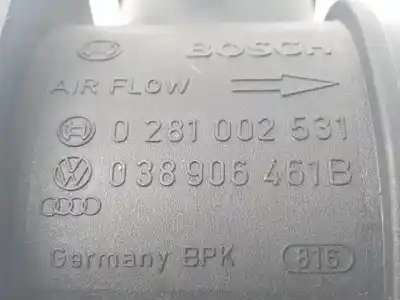 BOSCH
AIR FLOW
0 281 002 531
038 906 461B
Germany BPK 816